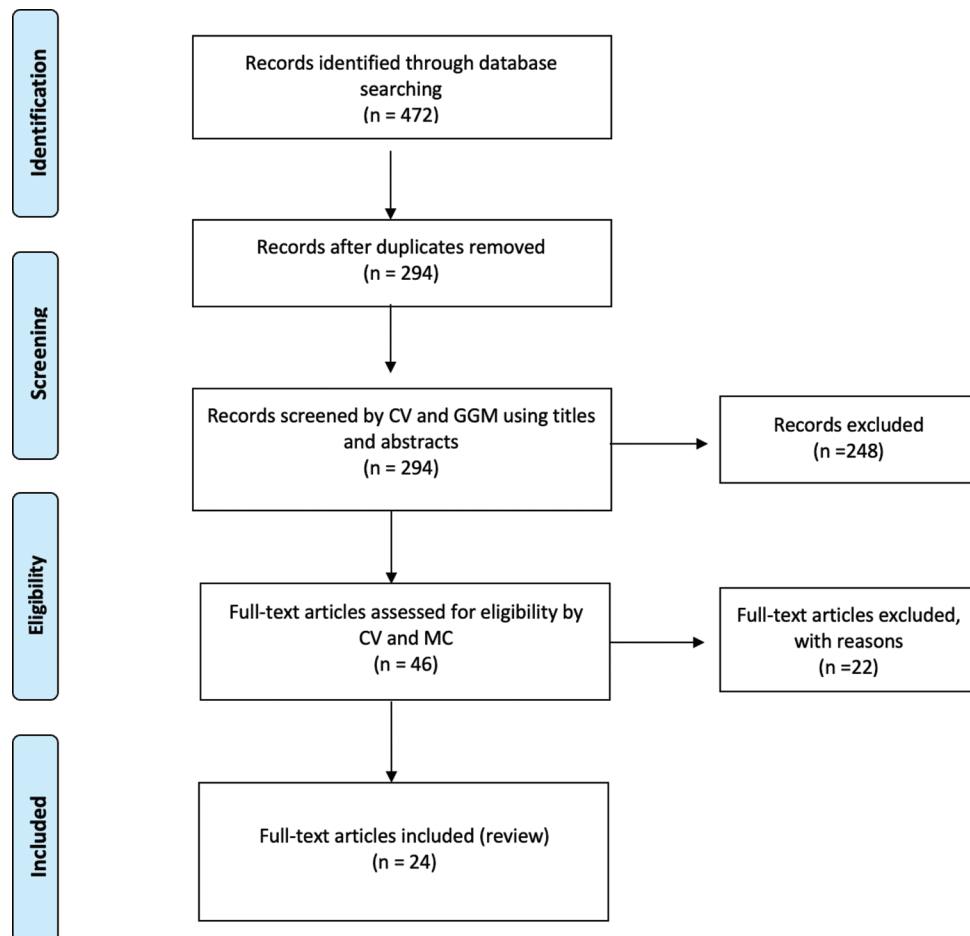 Identification
Records identified through database
searching
(n = 472)
Records after duplicates removed
(n = 294)
Screening
Records screened by CV and GGM using titles
and abstracts
(n = 294)
Records excluded
(n =248)
Eligibility
Full-text articles assessed for eligibility by
CV and MC
(n = 46)
Full-text articles excluded,
with reasons
(n =22)
Included
Full-text articles included (review)
(n = 24)